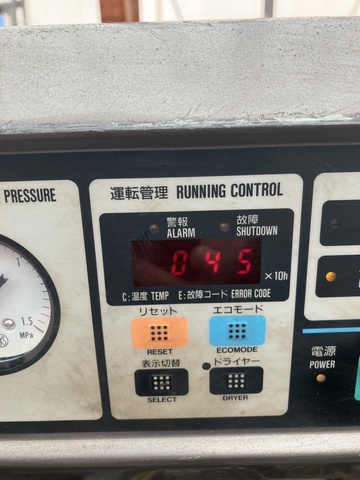 PRESSURE
1
1.5
MPa
運転管理 RUNNING CONTROL
警報
ALARM
故障
SHUTDOWN
045
×10h
C:温度 TEMP E:故障コード ERROR CODE
リセット
RESET
エコモード
ECOMODE
表示切替
SELECT
ドライヤー
DRYER
電源
POWER